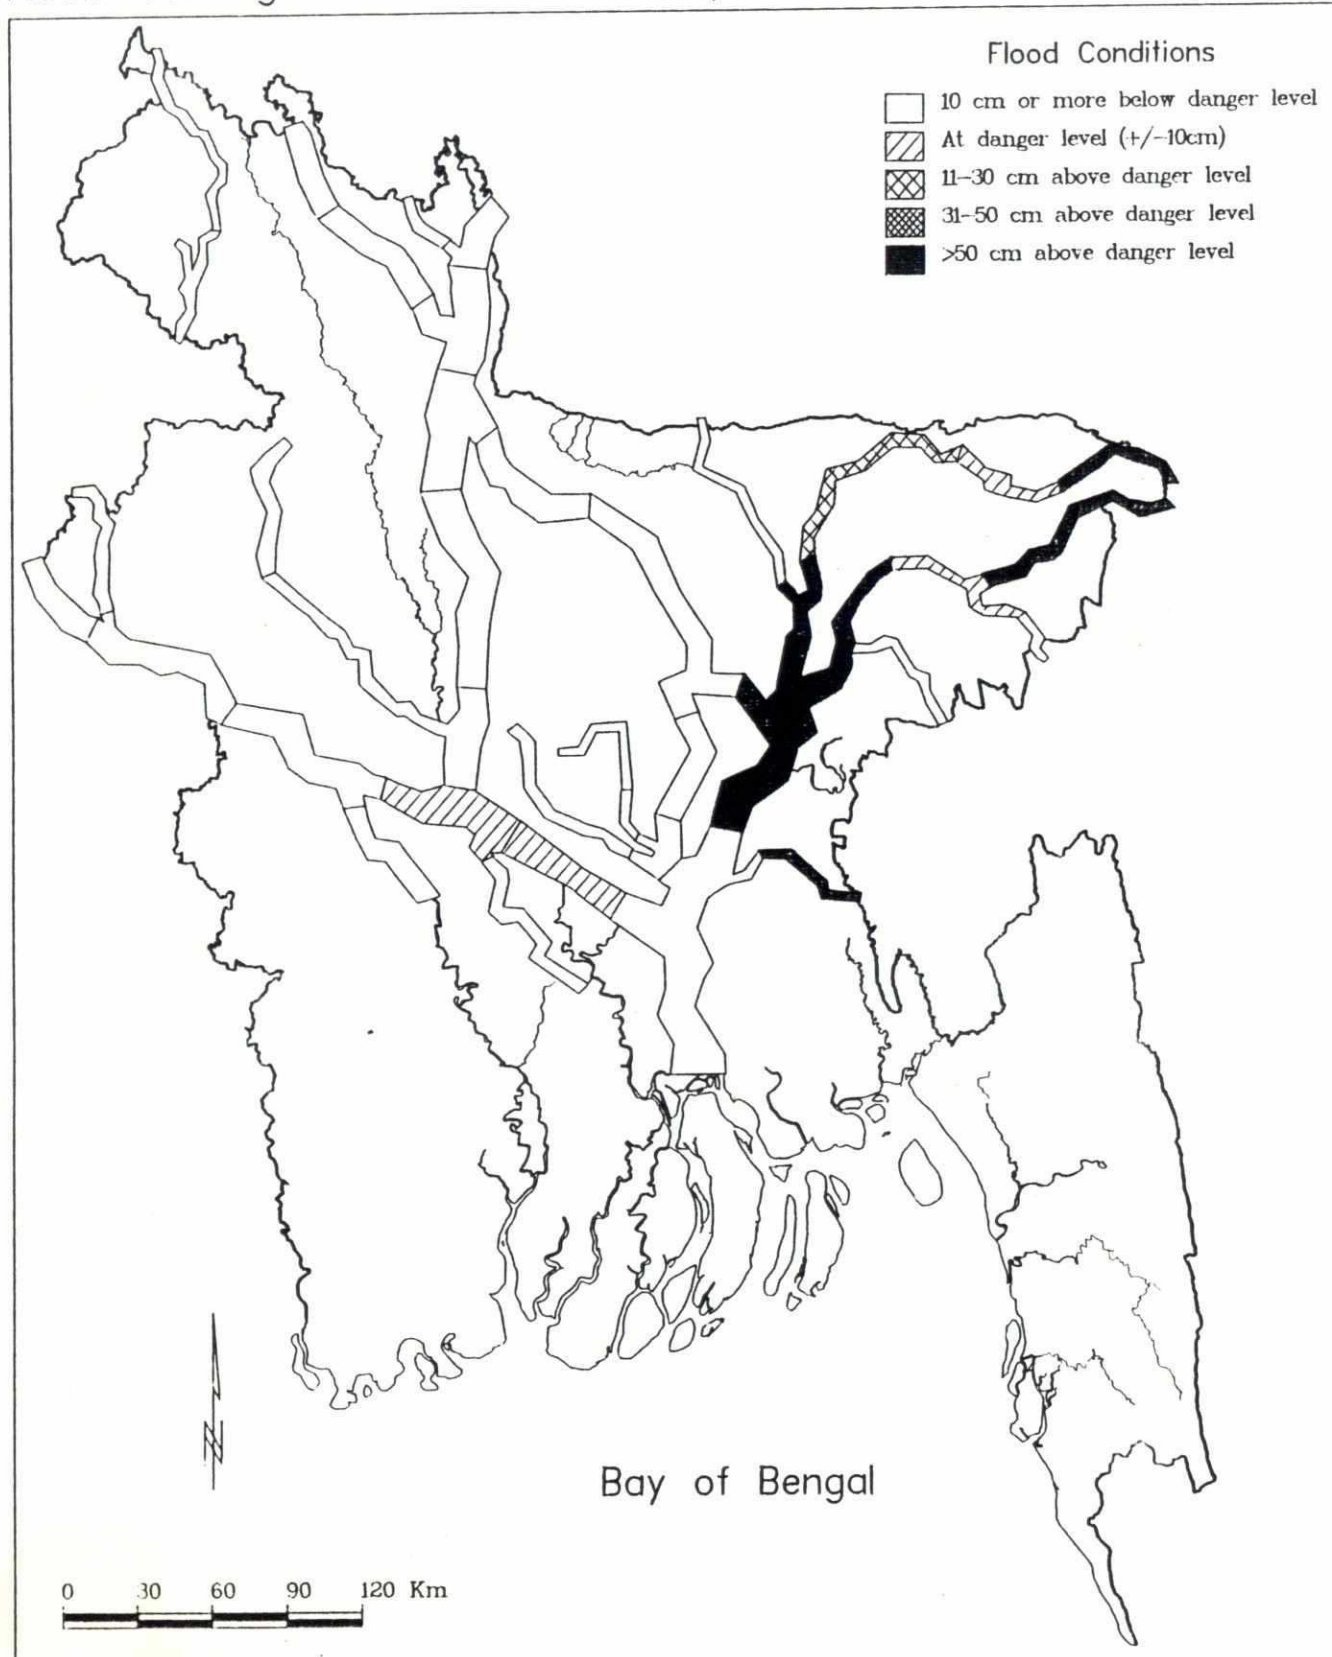 Flood Conditions
10 cm or more below danger level
At danger level (+/-10cm)
11-30 cm above danger level
31-50 cm above danger level
>50 cm above danger level
N
Bay of Bengal
0 30 60 90 120 Km